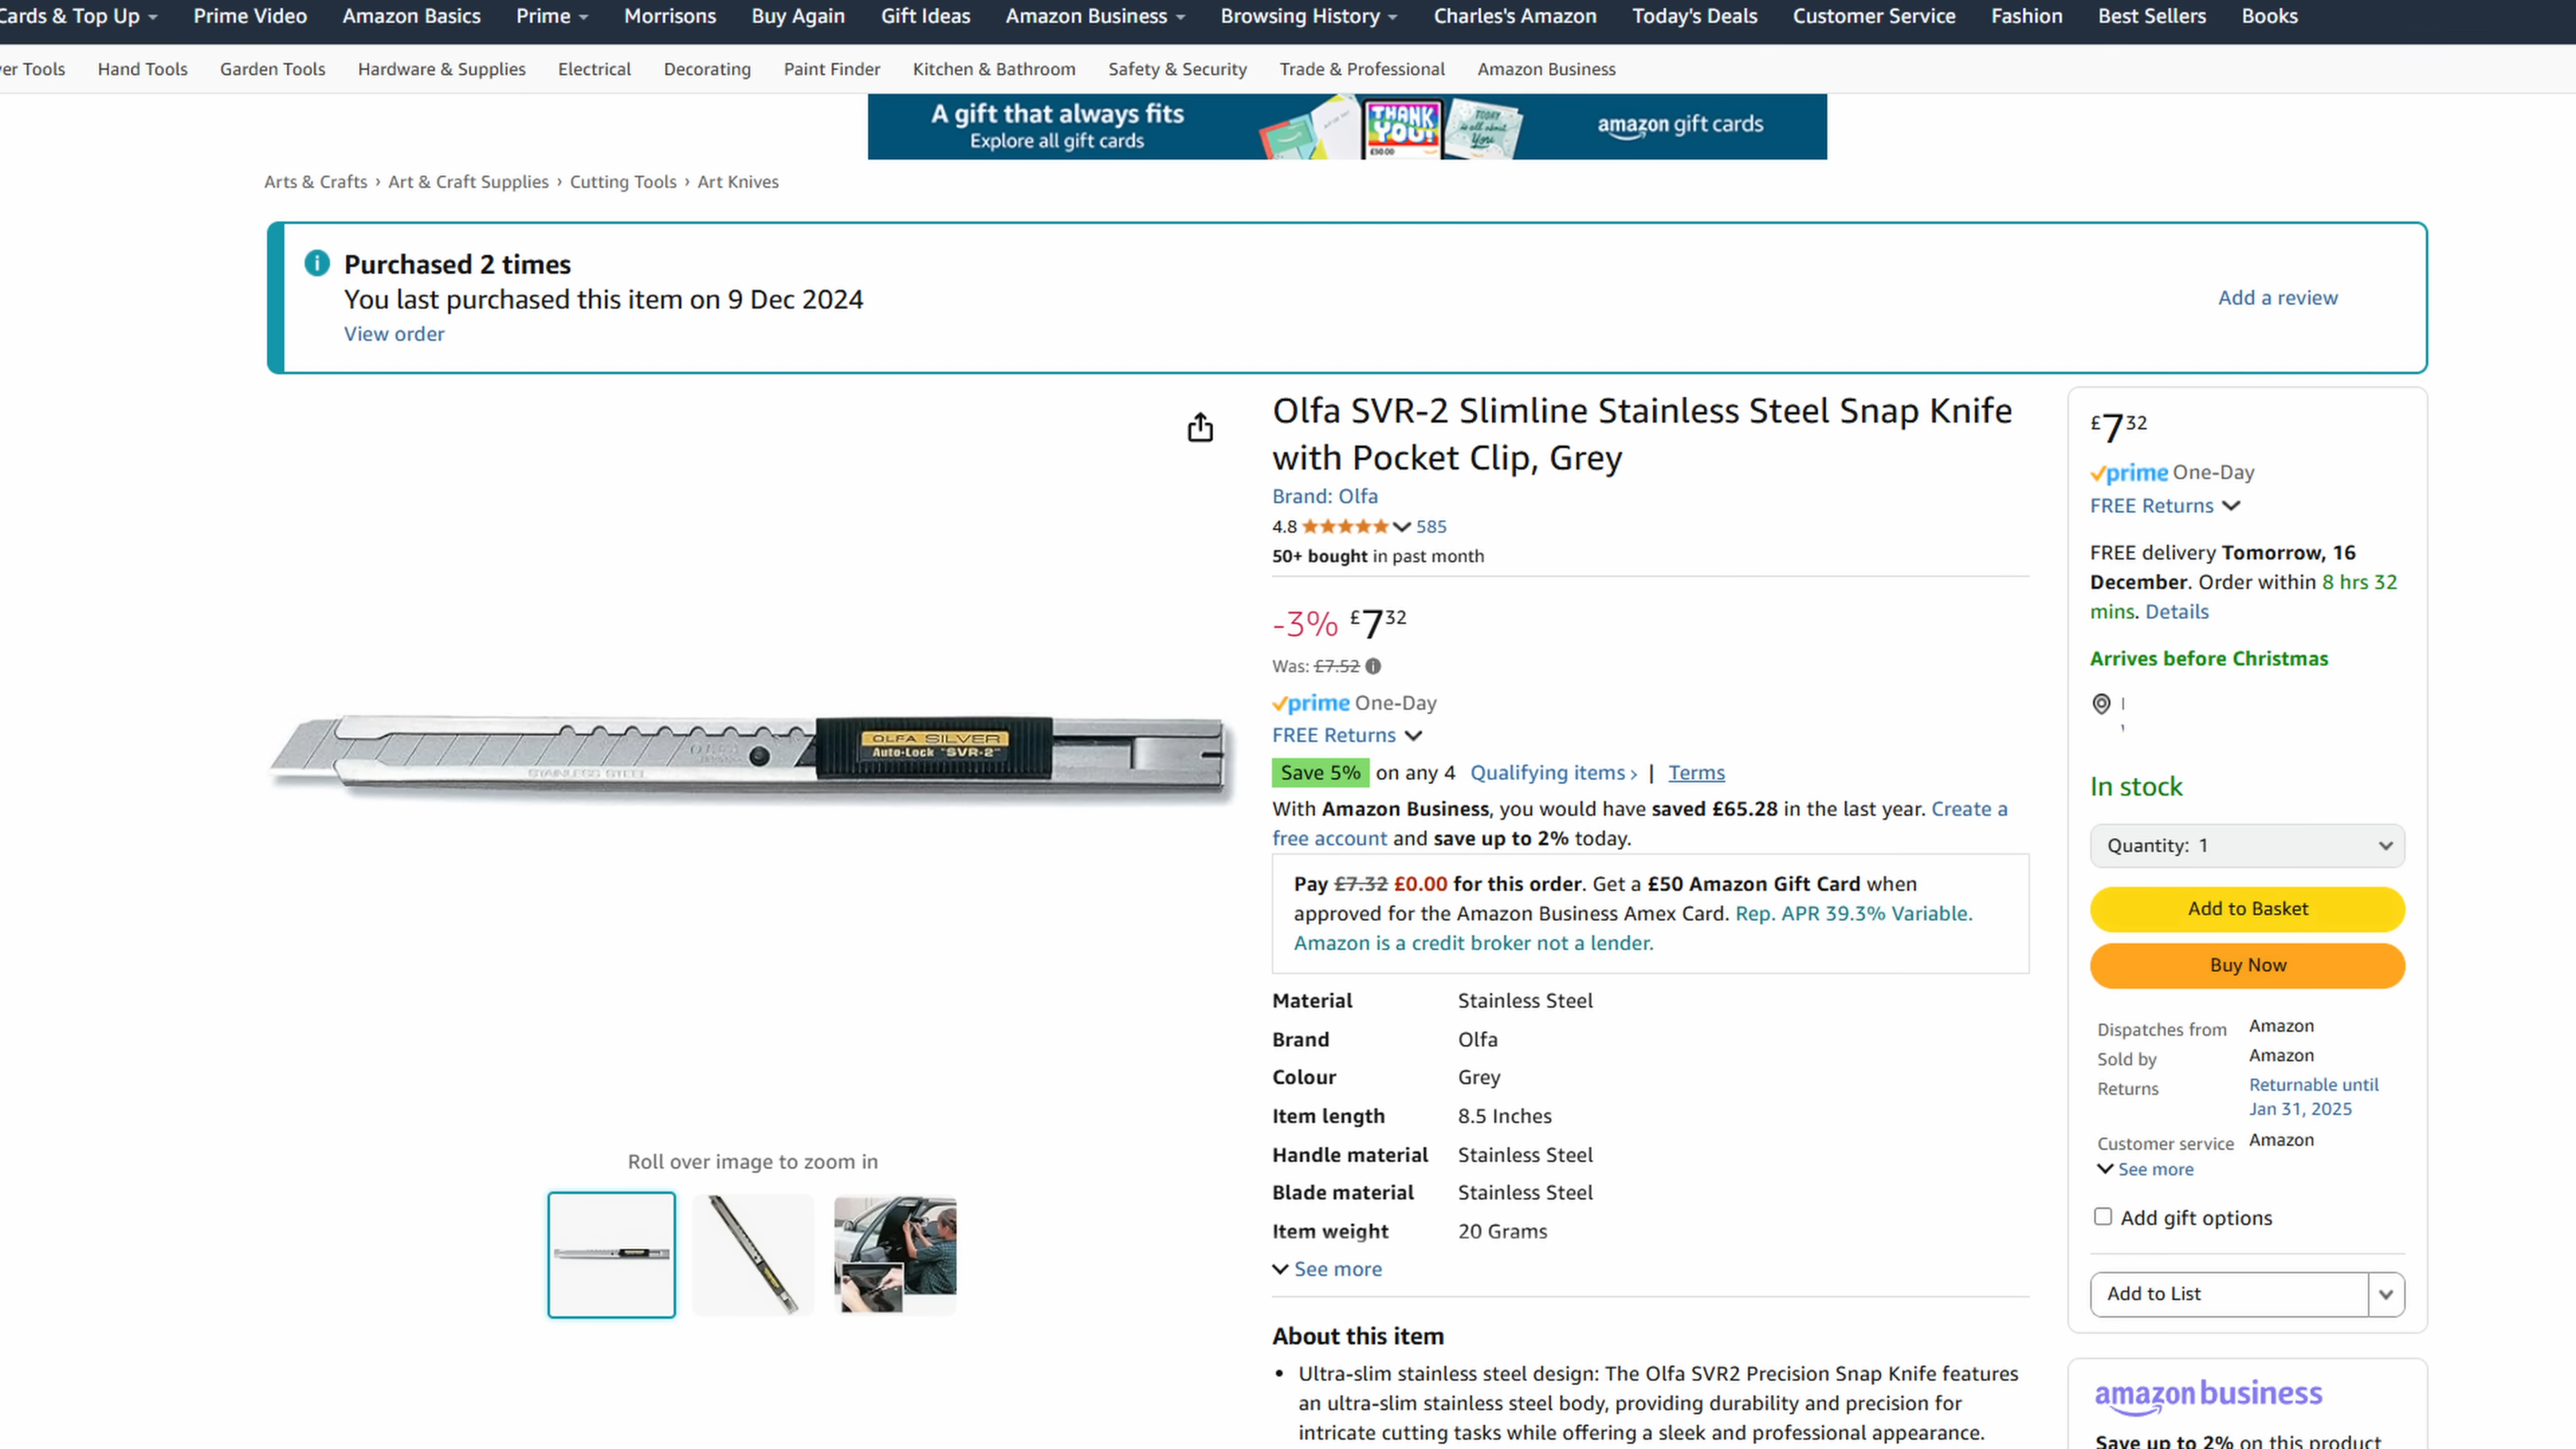 Cards & Top Up Prime Video Amazon Basics Prime Morrisons Buy Again Gift Ideas Amazon Business Browsing History Charles's Amazon Today's Deals Customer Service Fashion Best Sellers Books
er Tools Hand Tools Garden Tools Hardware & Supplies Electrical Decorating Paint Finder Kitchen & Bathroom Safety & Security Trade & Professional Amazon Business
A gift that always fits
Explore all gift cards
THANK YOU!
£50.00
TODAY is all about You
amazon gift cards
Arts & Crafts › Art & Craft Supplies › Cutting Tools › Art Knives
Purchased 2 times
You last purchased this item on 9 Dec 2024
View order
Add a review
OLFA SILVER
Auto-Lock "SVR-2"
STAINLESS STEEL
Roll over image to zoom in
Olfa SVR-2 Slimline Stainless Steel Snap Knife
with Pocket Clip, Grey
Brand: Olfa
4.8 585
50+ bought in past month
-3% £7 32
Was: £7.52
prime One-Day
FREE Returns
Save 5% on any 4 Qualifying items › | Terms
With Amazon Business, you would have saved £65.28 in the last year. Create a
free account and save up to 2% today.
Pay £7.32 £0.00 for this order. Get a £50 Amazon Gift Card when
approved for the Amazon Business Amex Card. Rep. APR 39.3% Variable.
Amazon is a credit broker not a lender.
Material Stainless Steel
Brand Olfa
Colour Grey
Item length 8.5 Inches
Handle material Stainless Steel
Blade material Stainless Steel
Item weight 20 Grams
See more
About this item
• Ultra-slim stainless steel design: The Olfa SVR2 Precision Snap Knife features
an ultra-slim stainless steel body, providing durability and precision for
intricate cutting tasks while offering a sleek and professional appearance.
£7 32
prime One-Day
FREE Returns
FREE delivery Tomorrow, 16
December. Order within 8 hrs 32
mins. Details
Arrives before Christmas
In stock
Quantity: 1
Add to Basket
Buy Now
Dispatches from Amazon
Sold by Amazon
Returns Returnable until
Jan 31, 2025
Customer service Amazon
See more
Add gift options
Add to List
amazon business
Save up to 2% on this product